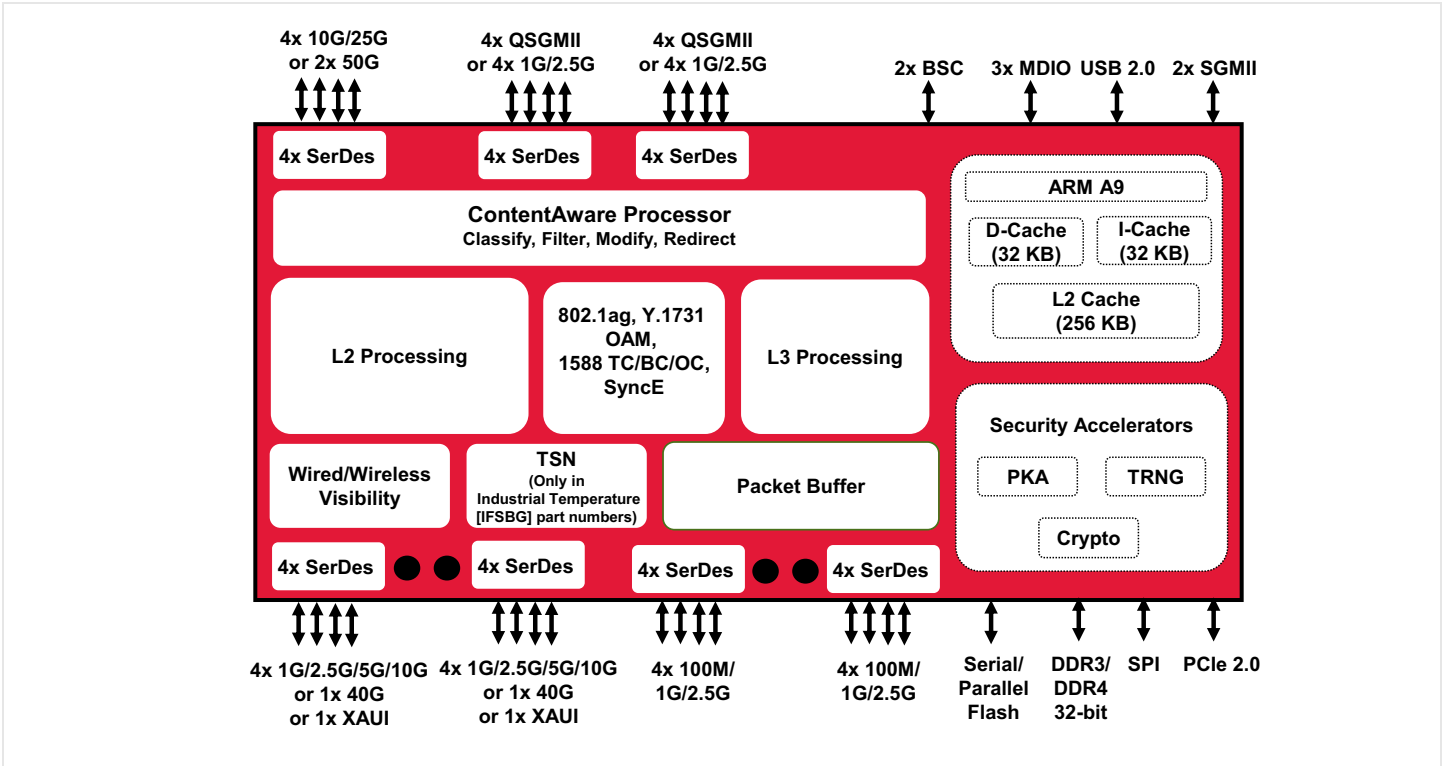 4x 10G/25G
or 2x 50G
4x QSGMII
or 4x 1G/2.5G
4x QSGMII
or 4x 1G/2.5G
2x BSC
3x MDIO
USB 2.0
2x SGMII
4x SerDes
4x SerDes
4x SerDes
ContentAware Processor
Classify, Filter, Modify, Redirect
ARM A9
D-Cache
(32 KB)
I-Cache
(32 KB)
L2 Cache
(256 KB)
L2 Processing
802.1ag, Y.1731
OAM,
1588 TC/BC/OC,
SyncE
L3 Processing
Security Accelerators
PKA
TRNG
Crypto
Wired/Wireless
Visibility
TSN
(Only in
Industrial Temperature
[IFSBG] part numbers)
Packet Buffer
4x SerDes
4x SerDes
4x SerDes
4x SerDes
4x 1G/2.5G/5G/10G
or 1x 40G
or 1x XAUI
4x 1G/2.5G/5G/10G
or 1x 40G
or 1x XAUI
4x 100M/
1G/2.5G
4x 100M/
1G/2.5G
Serial/
Parallel
Flash
DDR3/
DDR4
32-bit
SPI
PCIe 2.0